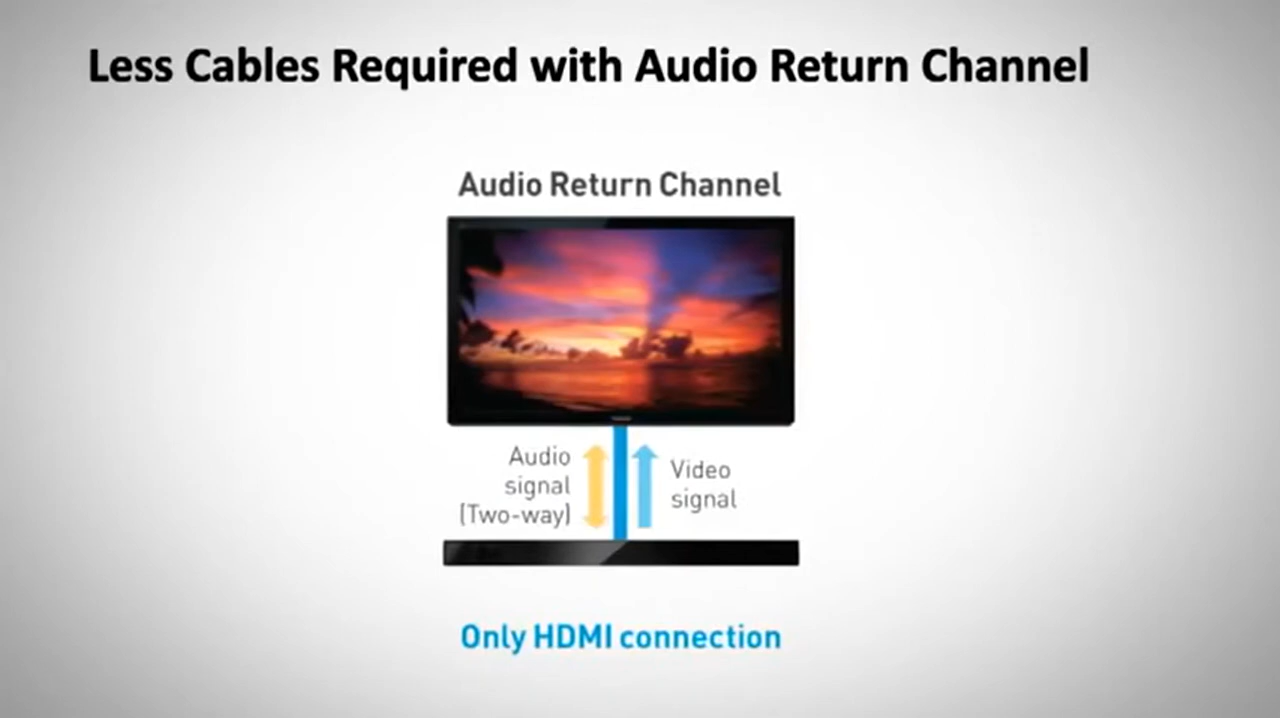 Less Cables Required with Audio Return Channel
Audio Return Channel
Audio
signal
(Two-way)
Video
signal
Only HDMI connection